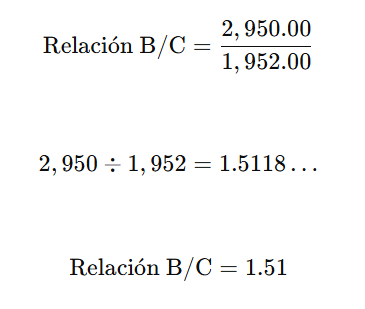 Relación B/C = 2,950.00 / 1,952.00
2,950 ÷ 1,952 = 1.5118…
Relación B/C = 1.51